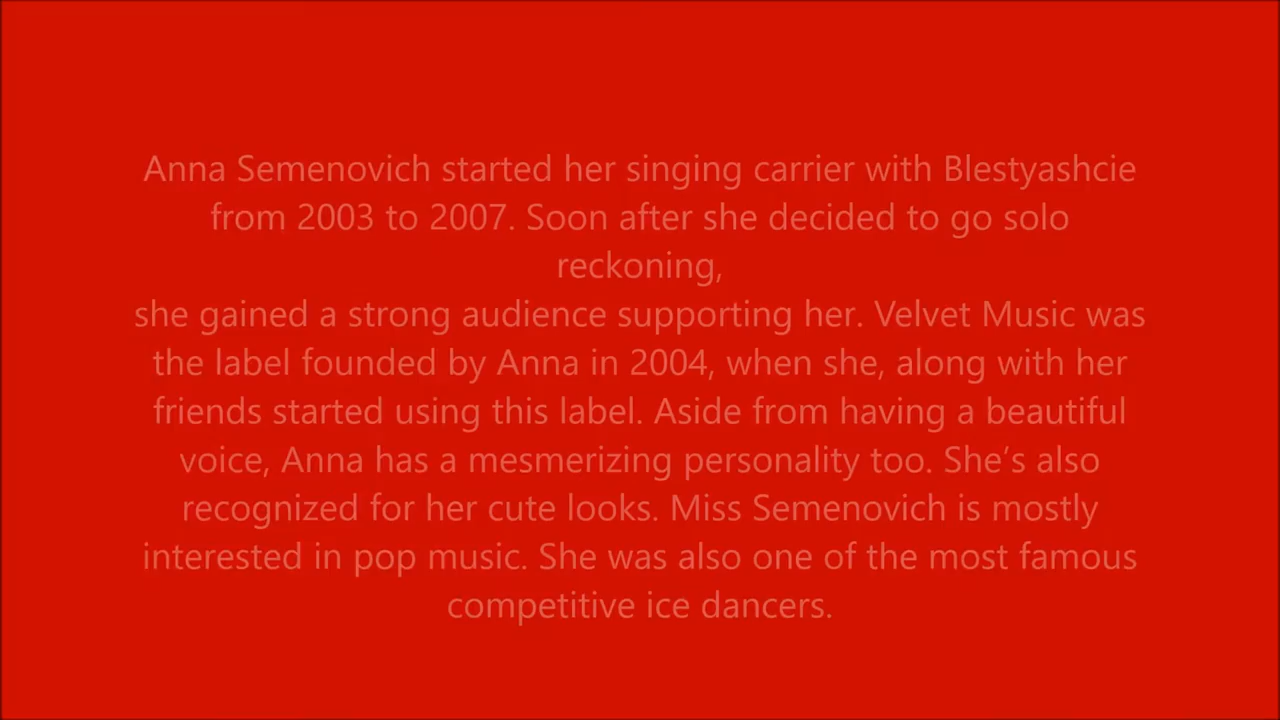 Anna Semenovich started her singing carrier with Blestyashcie
from 2003 to 2007. Soon after she decided to go solo
reckoning,
she gained a strong audience supporting her. Velvet Music was
the label founded by Anna in 2004, when she, along with her
friends started using this label. Aside from having a beautiful
voice, Anna has a mesmerizing personality too. She’s also
recognized for her cute looks. Miss Semenovich is mostly
interested in pop music. She was also one of the most famous
competitive ice dancers.